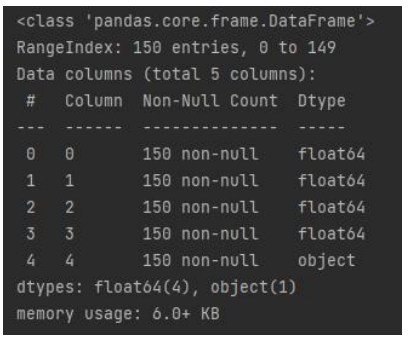 <class 'pandas.core.frame.DataFrame'>
RangeIndex: 150 entries, 0 to 149
Data columns (total 5 columns):
 #   Column  Non-Null Count  Dtype
---  ------  --------------  -----
 0   0       150 non-null    float64
 1   1       150 non-null    float64
 2   2       150 non-null    float64
 3   3       150 non-null    float64
 4   4       150 non-null    object
dtypes: float64(4), object(1)
memory usage: 6.0+ KB